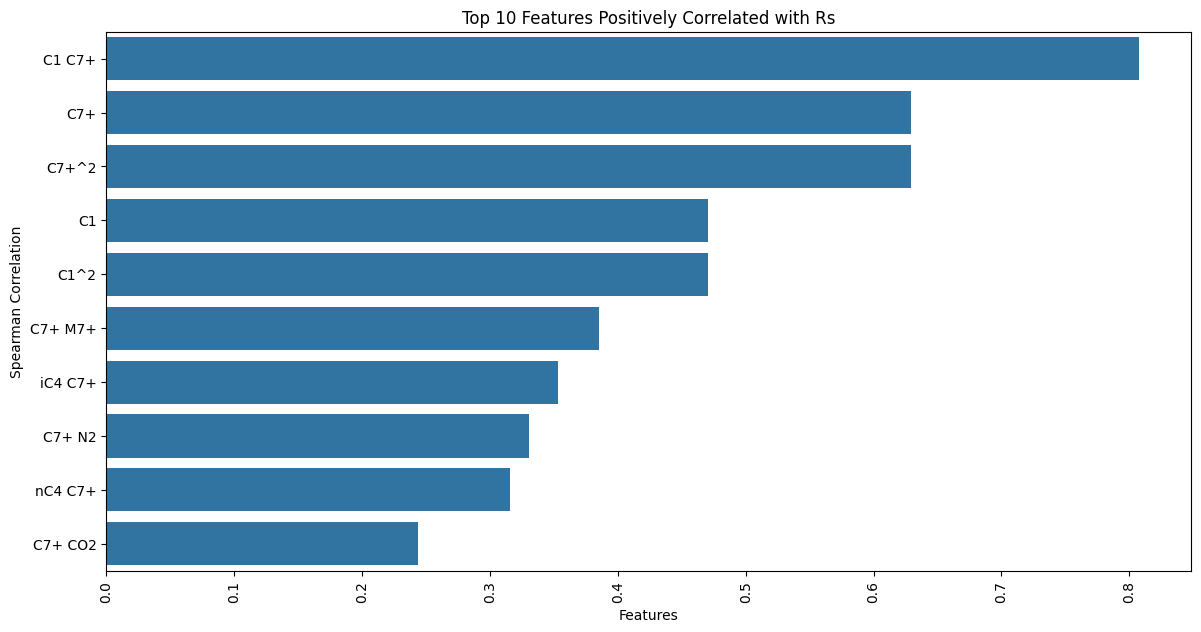 Top 10 Features Positively Correlated with Rs
Spearman Correlation
C1 C7+
C7+
C7+^2
C1
C1^2
C7+ M7+
iC4 C7+
C7+ N2
nC4 C7+
C7+ CO2
0.0
0.1
0.2
0.3
0.4
0.5
0.6
0.7
0.8
Features